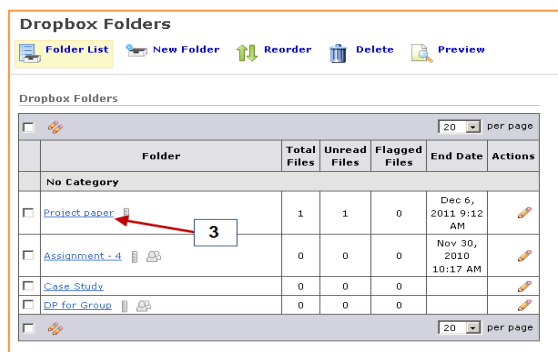 Dropbox Folders
Folder List New Folder Reorder Delete Preview
Dropbox Folders
20 per page
Folder Total Files Unread Files Flagged Files End Date Actions
No Category
Project paper 1 1 0 Dec 6, 2011 9:12 AM
3
Assignment - 4 0 0 0 Nov 30, 2010 10:17 AM
Case Study 0 0 0
DP for Group 0 0 0
20 per page